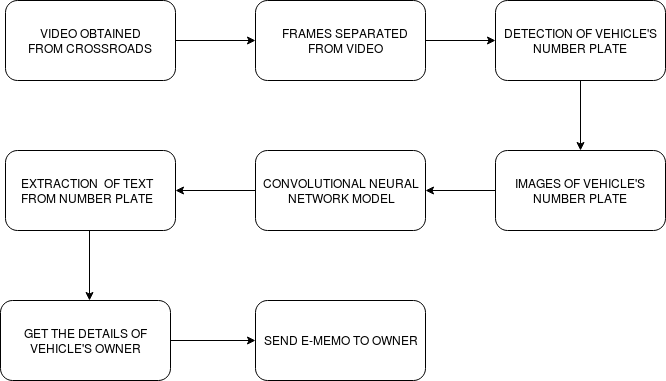 VIDEO OBTAINED
FROM CROSSROADS
FRAMES SEPARATED
FROM VIDEO
DETECTION OF VEHICLE'S
NUMBER PLATE
EXTRACTION OF TEXT
FROM NUMBER PLATE
CONVOLUTIONAL NEURAL
NETWORK MODEL
IMAGES OF VEHICLE'S
NUMBER PLATE
GET THE DETAILS OF
VEHICLE'S OWNER
SEND E-MEMO TO OWNER